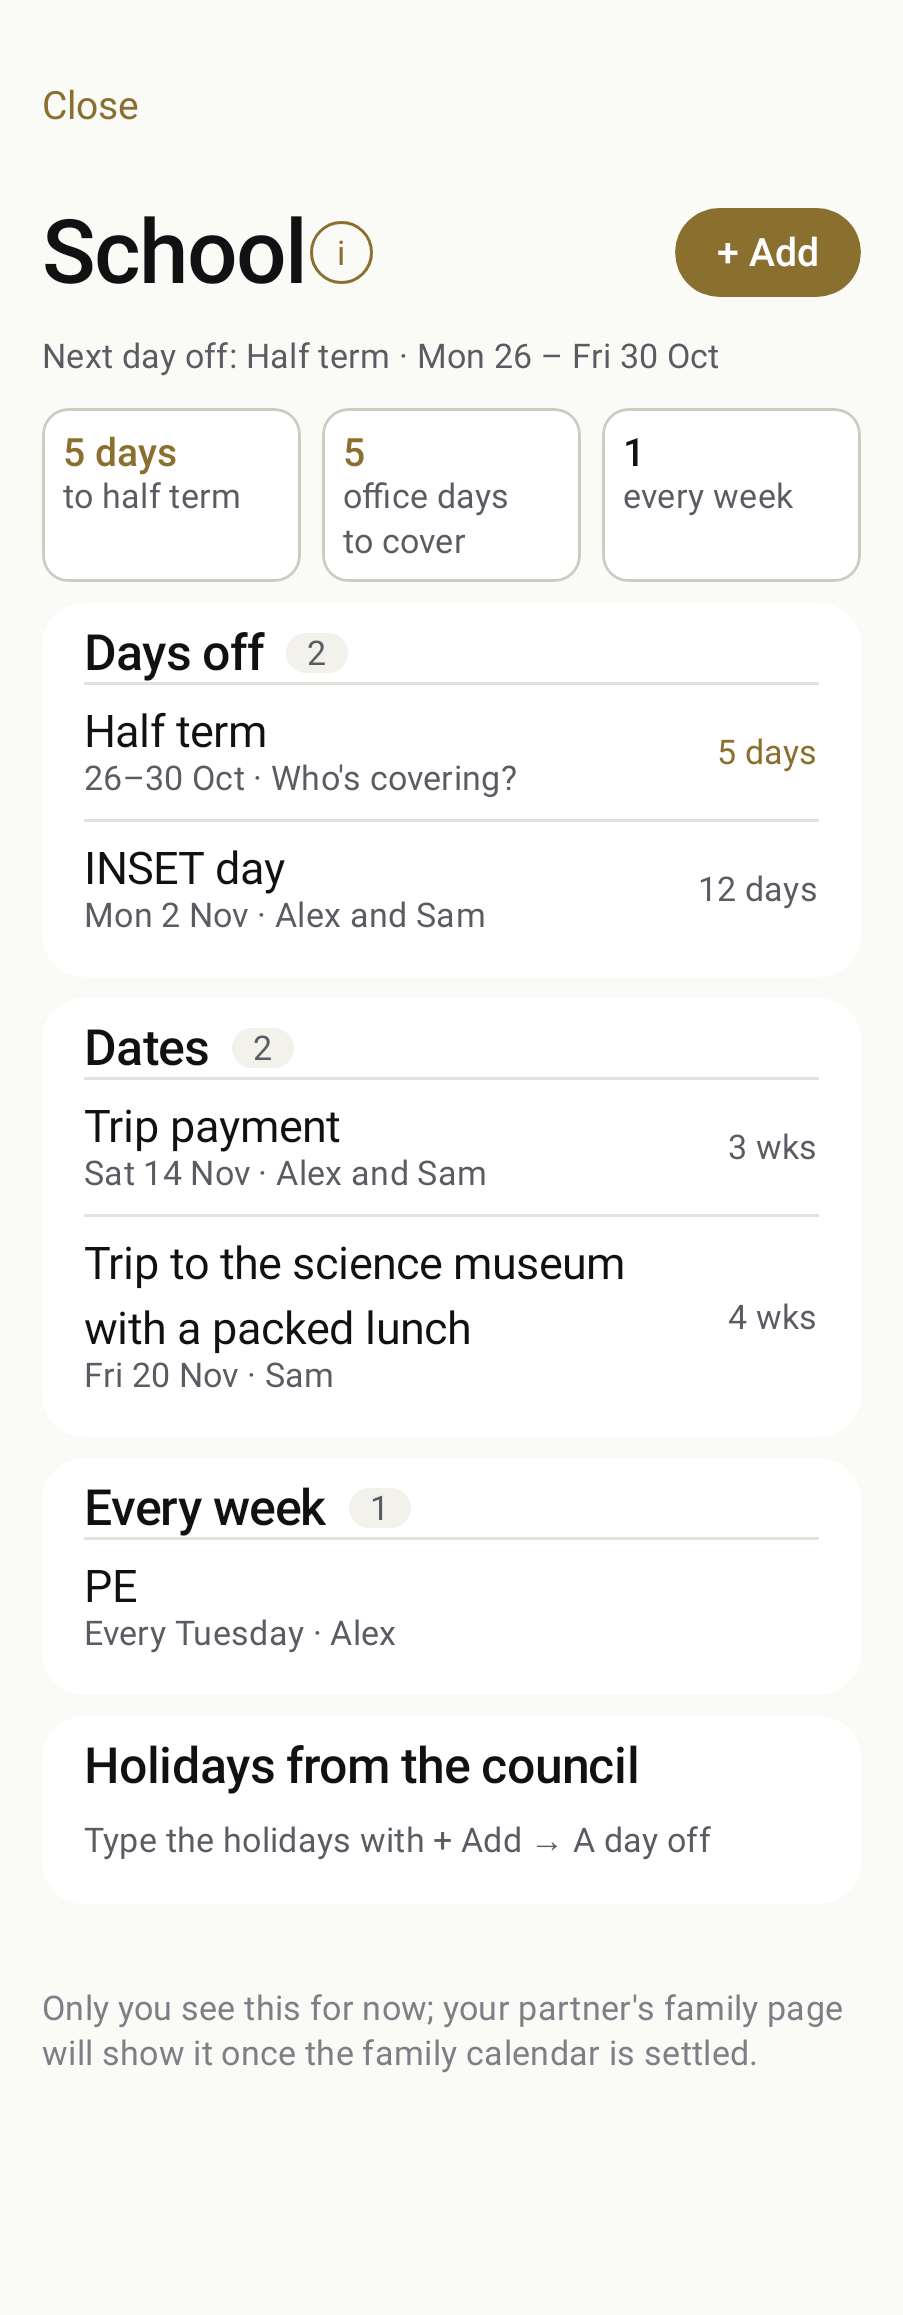 Close
School
i
+ Add
Next day off: Half term · Mon 26 – Fri 30 Oct
5 days
to half term
5
office days
to cover
1
every week
Days off 2
Half term
26–30 Oct · Who's covering?
5 days
INSET day
Mon 2 Nov · Alex and Sam
12 days
Dates 2
Trip payment
Sat 14 Nov · Alex and Sam
3 wks
Trip to the science museum
with a packed lunch
Fri 20 Nov · Sam
4 wks
Every week 1
PE
Every Tuesday · Alex
Holidays from the council
Type the holidays with + Add → A day off
Only you see this for now; your partner's family page
will show it once the family calendar is settled.